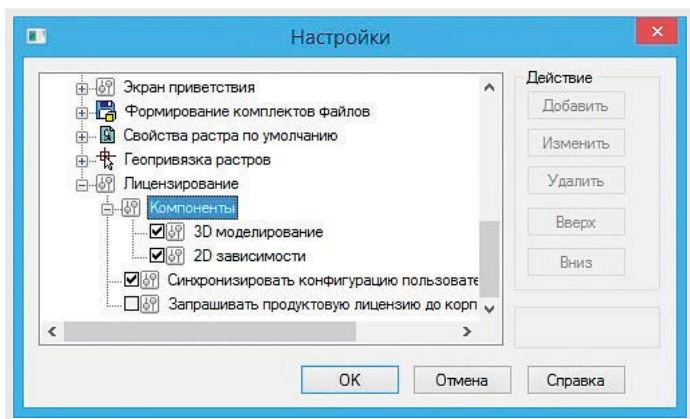 Настройки
Экран приветствия
Формирование комплектов файлов
Свойства растра по умолчанию
Геопривязка растров
Лицензирование
Компоненты
3D моделирование
2D зависимости
Синхронизировать конфигурацию пользовате
Запрашивать продуктовую лицензию до корп
Действие
Добавить
Изменить
Удалить
Вверх
Вниз
OK
Отмена
Справка